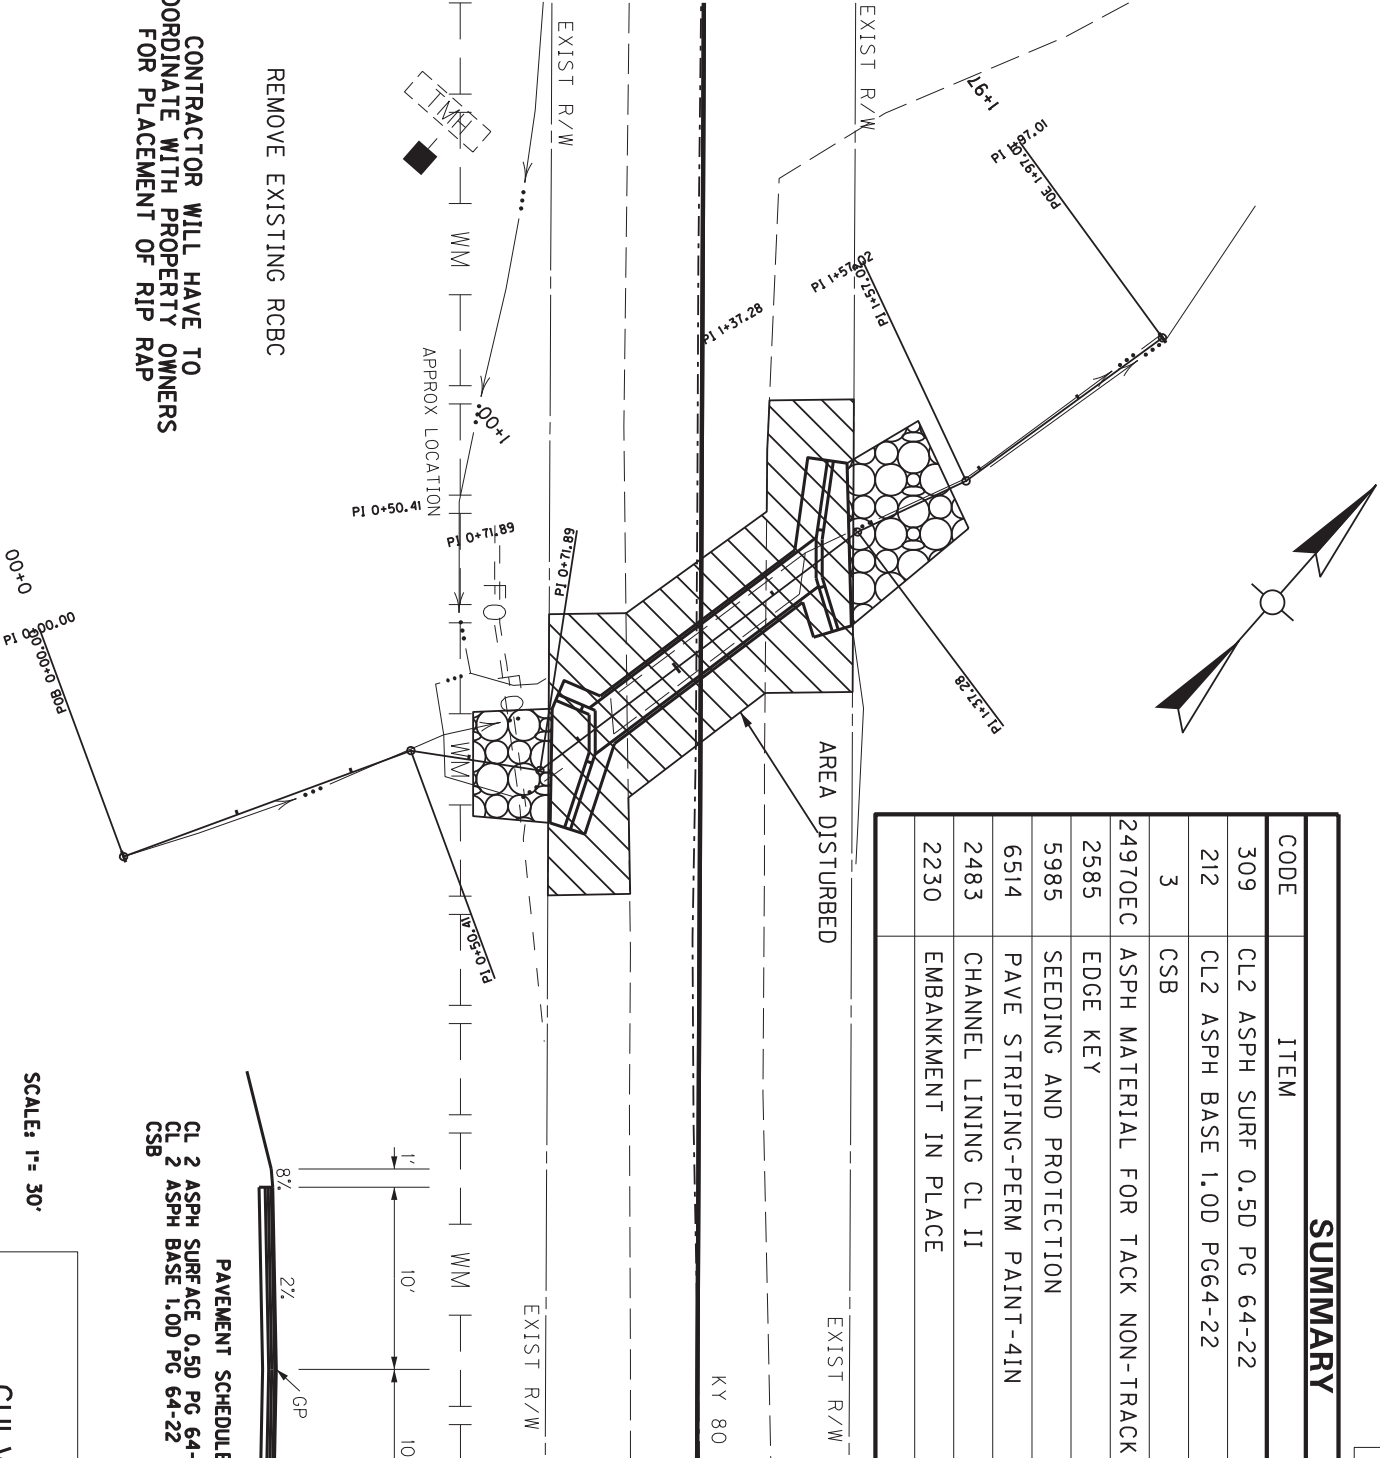 SUMMARY
CODE ITEM
309 CL2 ASPH SURF 0.5D PG 64-22
212 CL2 ASPH BASE 1.0D PG64-22
3 CSB
24970EC ASPH MATERIAL FOR TACK NON-TRACK
2585 EDGE KEY
5985 SEEDING AND PROTECTION
6514 PAVE STRIPING-PERM PAINT-4IN
2483 CHANNEL LINING CL II
2230 EMBANKMENT IN PLACE
EXIST R/W
EXIST R/W
AREA DISTURBED
KY 80
EXIST R/W
EXIST R/W
1+97
PI 1+97.01
POE 1+97.0
PI 1+57.02
PI 1+57.0
PI 1+37.28
PI 1+37.28
TMH
WM
APPROX LOCATION
1+00
PI 0+50.41
PI 0+71.89
PI 0+71.89
FO
FO
WM
PI 0+50.41
WM
0+00
PI 0+00.00
POB 0+00.00
REMOVE EXISTING RCBC
CONTRACTOR WILL HAVE TO
OORDINATE WITH PROPERTY OWNERS
FOR PLACEMENT OF RIP RAP
1'
10'
10
8%
2%
GP
PAVEMENT SCHEDULE
CL 2 ASPH SURFACE 0.5D PG 64-
CL 2 ASPH BASE 1.0D PG 64-22
CSB
SCALE: 1"= 30'